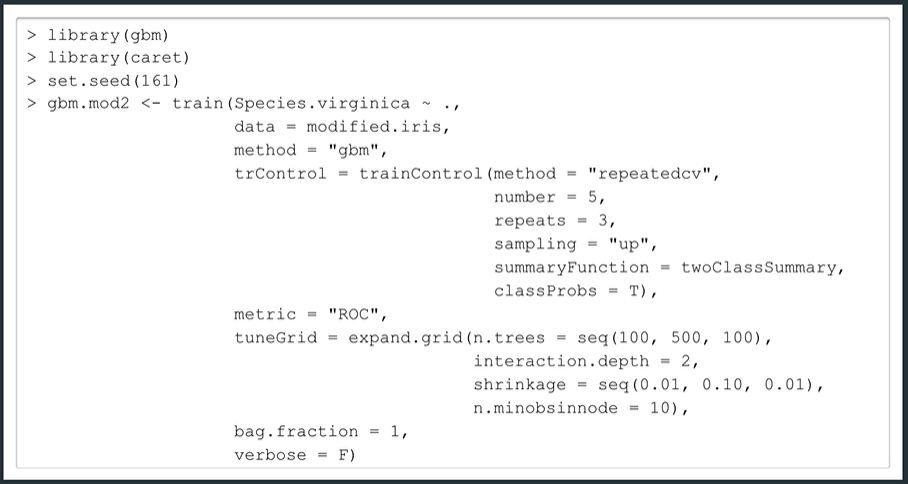 > library(gbm)
> library(caret)
> set.seed(161)
> gbm.mod2 <- train(Species.virginica ~ .,
data = modified.iris,
method = "gbm",
trControl = trainControl(method = "repeatedcv",
number = 5,
repeats = 3,
sampling = "up",
summaryFunction = twoClassSummary,
classProbs = T),
metric = "ROC",
tuneGrid = expand.grid(n.trees = seq(100, 500, 100),
interaction.depth = 2,
shrinkage = seq(0.01, 0.10, 0.01),
n.minobsinnode = 10),
bag.fraction = 1,
verbose = F)